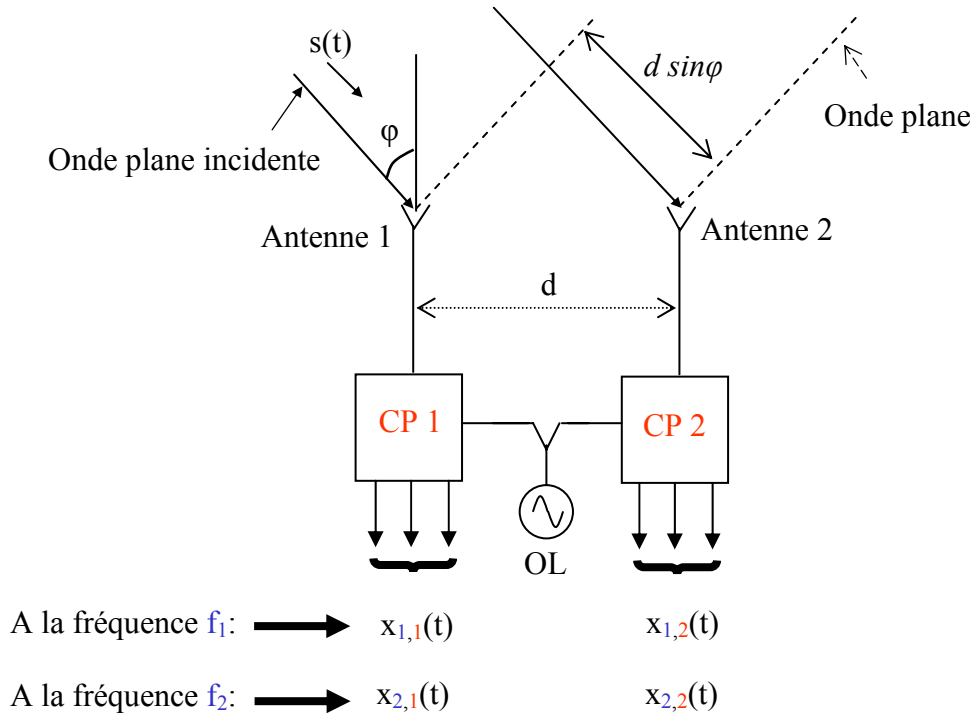 s(t)
d sinφ
φ
Onde plane
Onde plane incidente
Antenne 1
Antenne 2
d
CP 1
CP 2
OL
A la fréquence f₁: x₁,₁(t) x₁,₂(t)
A la fréquence f₂: x₂,₁(t) x₂,₂(t)